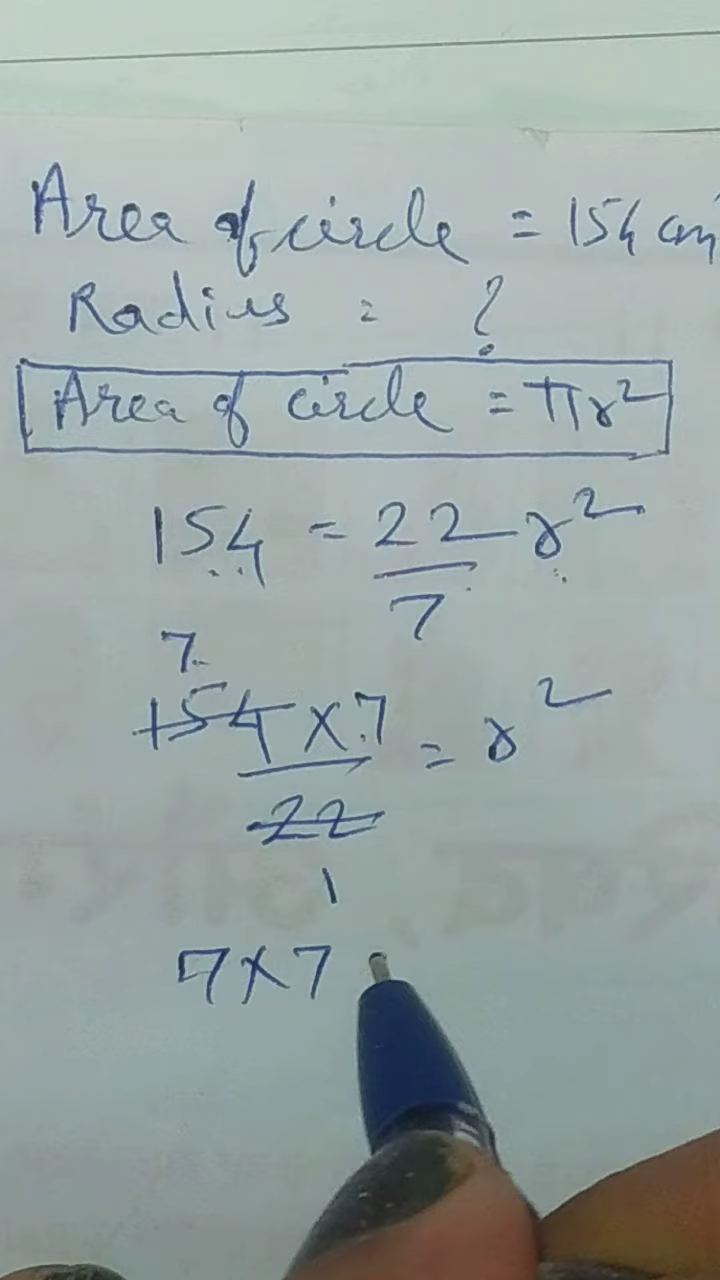 Area of circle = 154 cm
Radius = ?
Area of circle = πr²
154 = 22 r²
7
7
154 × 7 = r²
22
1
7×7